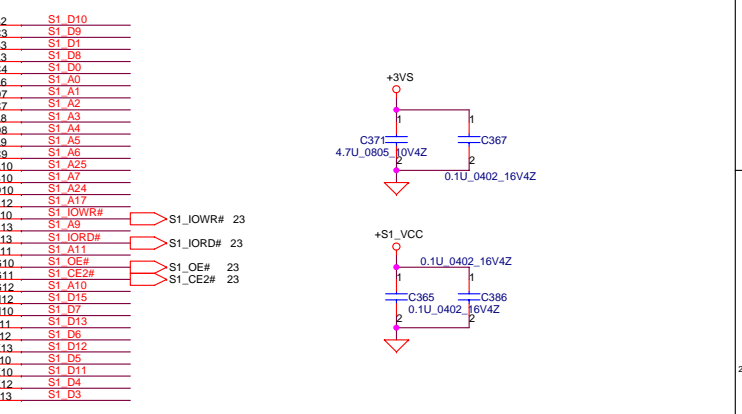 S1_D10
S1_D9
S1_D1
S1_D8
S1_D0
S1_A0
S1_A1
S1_A2
S1_A3
S1_A4
S1_A5
S1_A6
S1_A25
S1_A7
S1_A24
S1_A17
S1_IOWR#
S1_IOWR# 23
S1_A9
S1_IORD#
S1_IORD# 23
S1_A11
S1_OE#
S1_OE# 23
S1_CE2#
S1_CE2# 23
S1_A10
S1_D15
S1_D7
S1_D13
S1_D6
S1_D12
S1_D5
S1_D11
S1_D4
S1_D3
+3VS
1 1
C371 C367
4.7U_0805_10V4Z
2 2
0.1U_0402_16V4Z
+S1_VCC
0.1U_0402_16V4Z
1 1
C365 C386
0.1U_0402_16V4Z
2 2